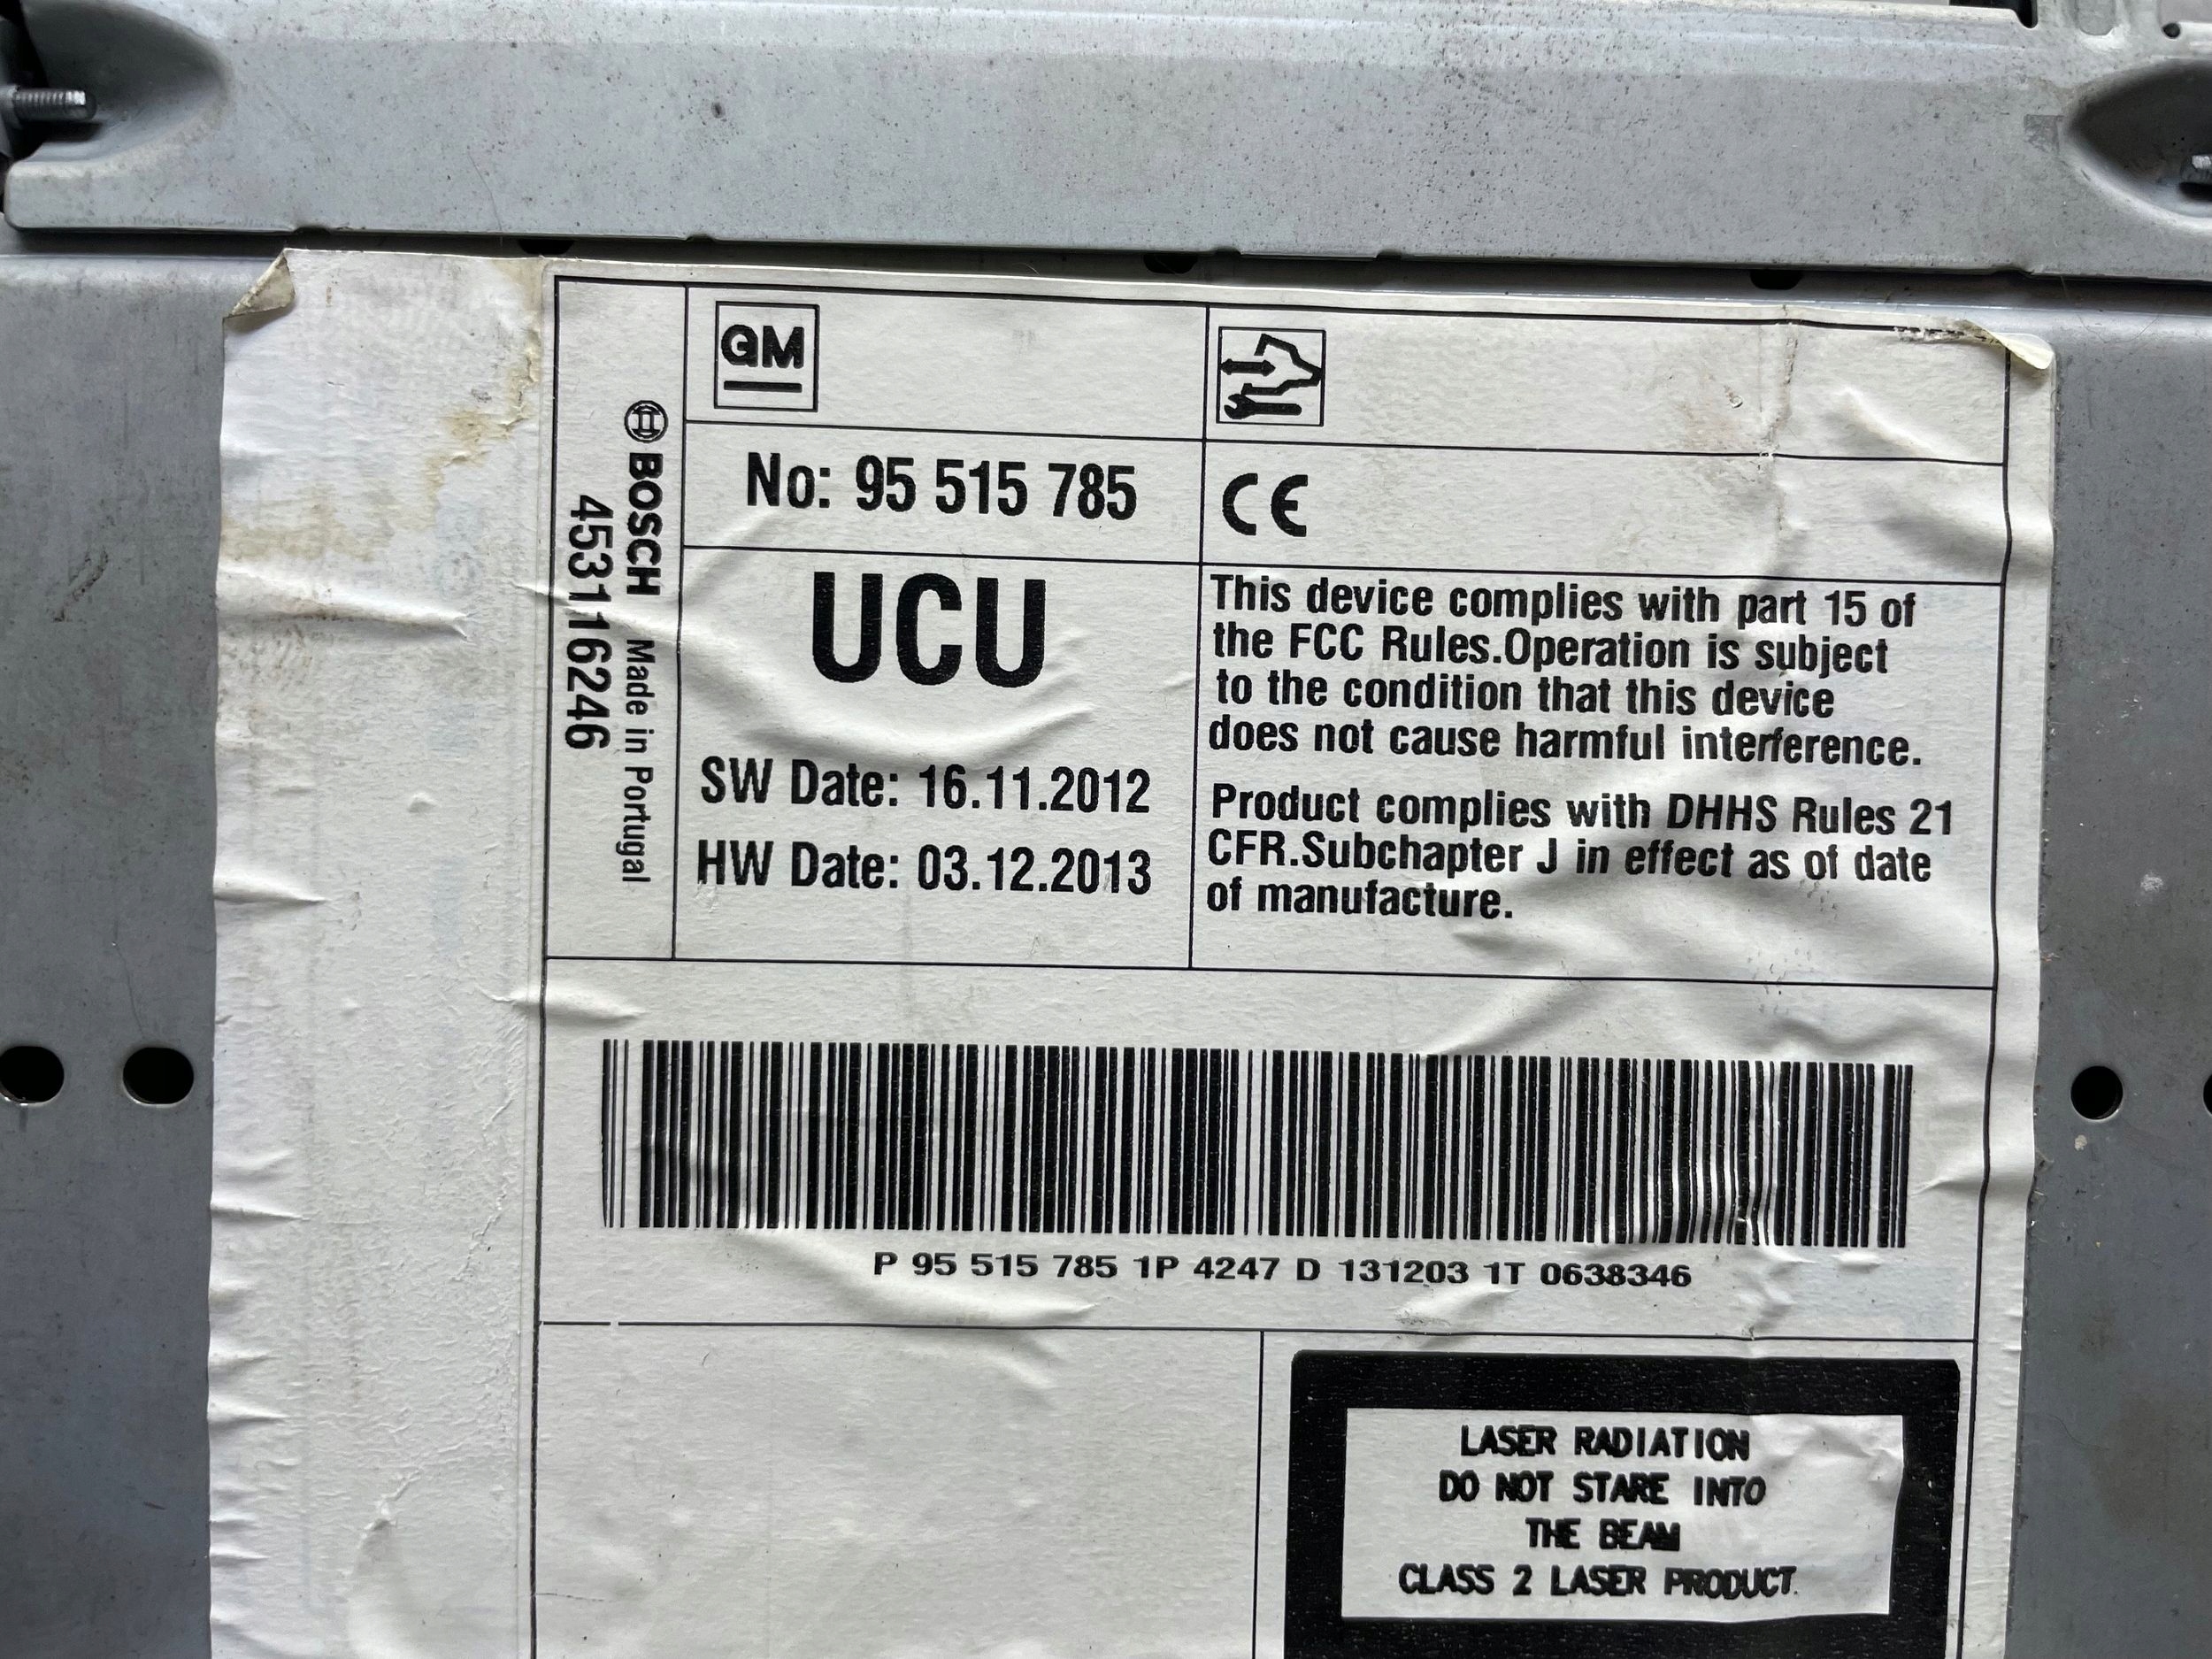 GM
BOSCH Made in Portugal
4531116246
No: 95 515 785
CE
UCU
SW Date: 16.11.2012
HW Date: 03.12.2013
This device complies with part 15 of
the FCC Rules.Operation is subject
to the condition that this device
does not cause harmful interference.
Product complies with DHHS Rules 21
CFR.Subchapter J in effect as of date
of manufacture.
P 95 515 785 1P 4247 D 131203 1T 0638346
LASER RADIATION
DO NOT STARE INTO
THE BEAM
CLASS 2 LASER PRODUCT.